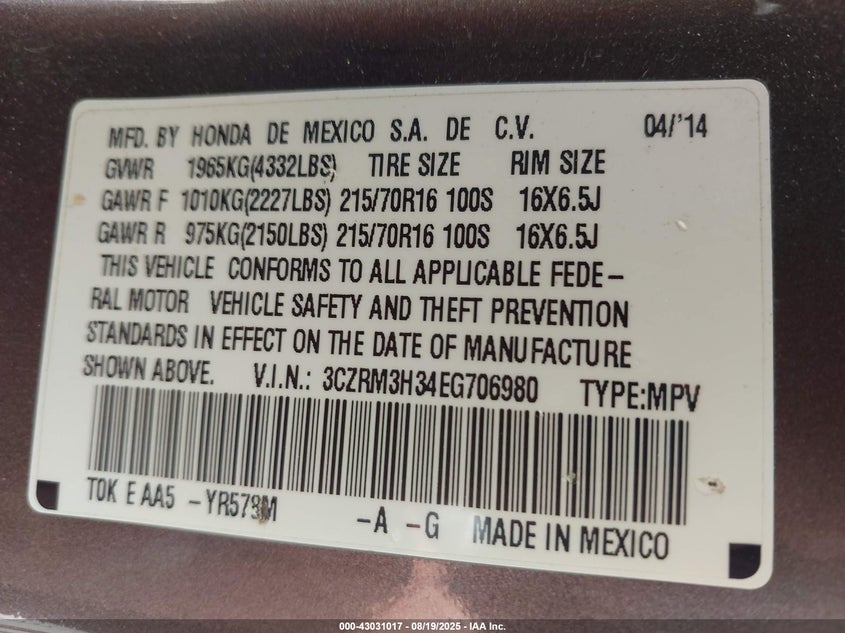 MFD. BY HONDA DE MEXICO S.A. DE C.V. 04/'14
GVWR 1965KG(4332LBS) TIRE SIZE RIM SIZE
GAWR F 1010KG(2227LBS) 215/70R16 100S 16X6.5J
GAWR R 975KG(2150LBS) 215/70R16 100S 16X6.5J
THIS VEHICLE CONFORMS TO ALL APPLICABLE FEDE-
RAL MOTOR VEHICLE SAFETY AND THEFT PREVENTION
STANDARDS IN EFFECT ON THE DATE OF MANUFACTURE
SHOWN ABOVE. V.I.N.: 3CZRM3H34EG706980 TYPE:MPV
T0K E AA5 -YR578M -A -G MADE IN MEXICO
000-43031017 - 08/19/2025 - IAA Inc.